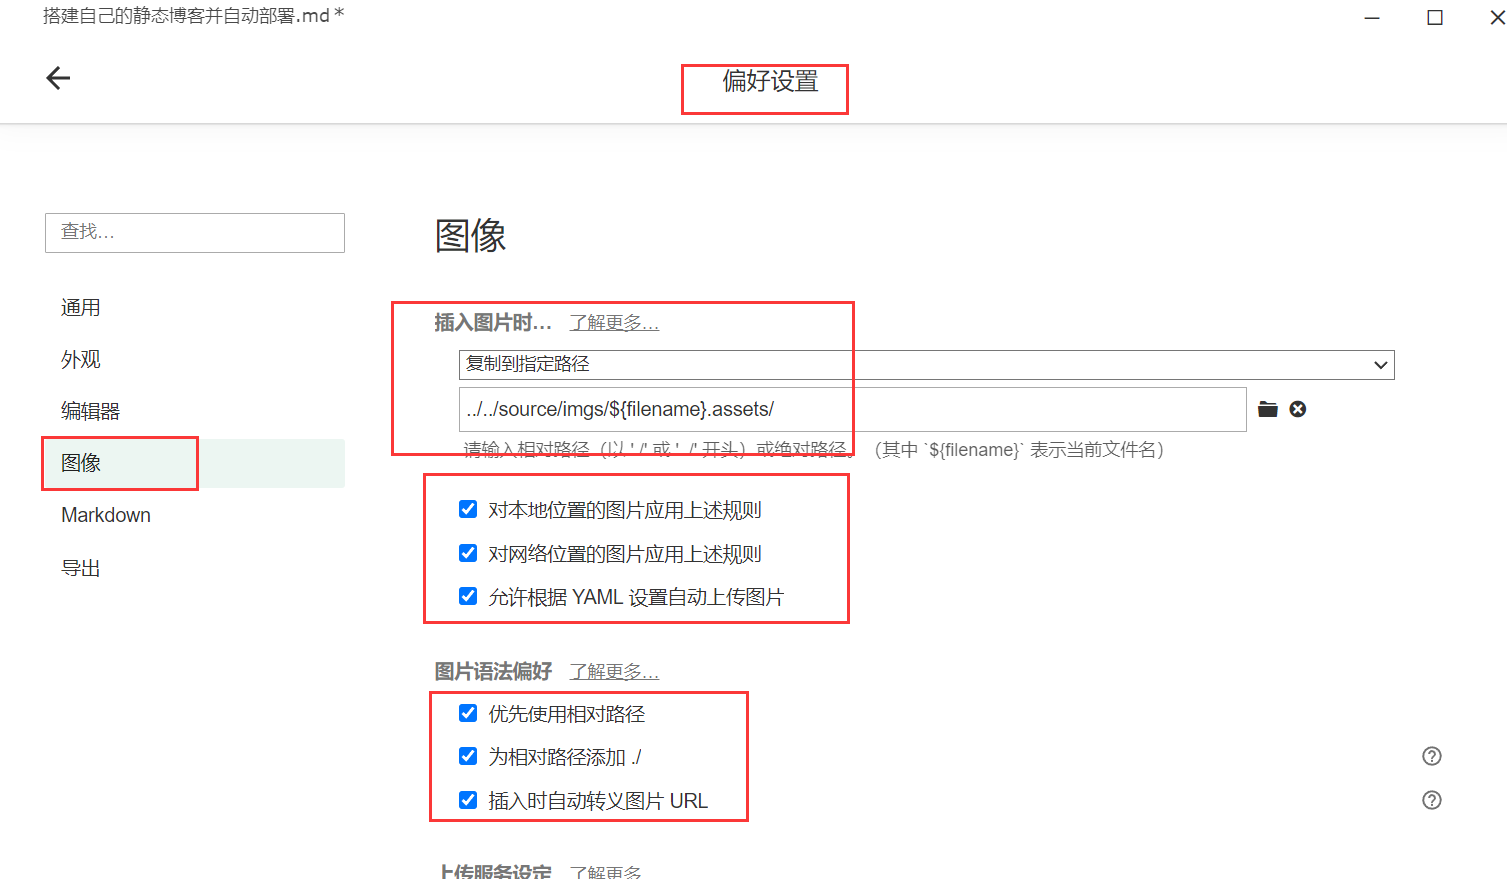 搭建自己的静态博客并自动部署.md *
偏好设置
查找...
通用
外观
编辑器
图像
Markdown
导出
图像
插入图片时... 了解更多...
复制到指定路径
../../source/imgs/${filename}.assets/
请输入相对路径（以 './' 或 '../' 开头）或绝对路径。（其中 `${filename}` 表示当前文件名）
对本地位置的图片应用上述规则
对网络位置的图片应用上述规则
允许根据 YAML 设置自动上传图片
图片语法偏好 了解更多...
优先使用相对路径
为相对路径添加 ./
插入时自动转义图片 URL
上传服务设定 了解更多